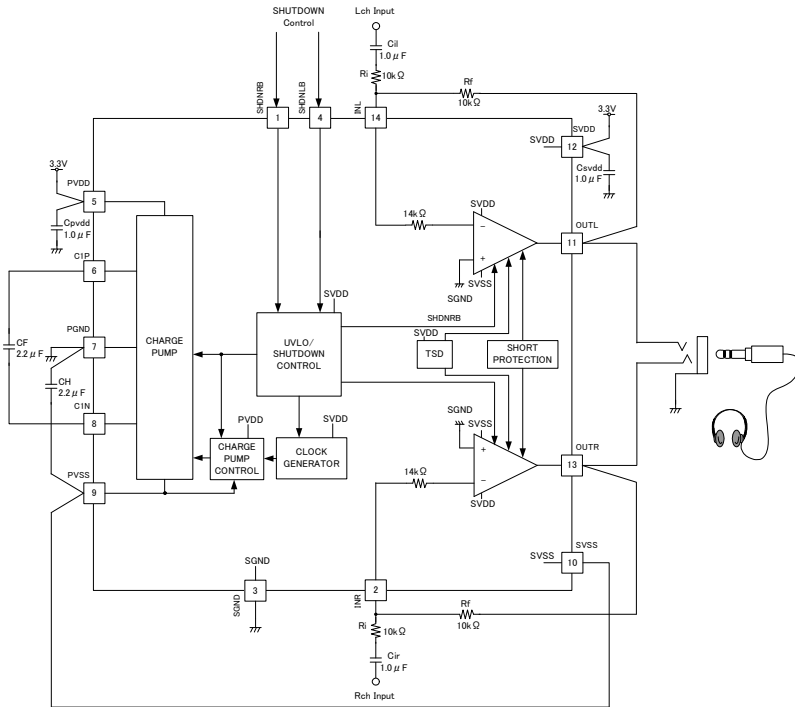 SHUTDOWN
Control
Lch Input
Cil
1.0μF
Ri
10kΩ
Rf
10kΩ
SHDNRB
SHDNLB
INL
1
4
14
3.3V
SVDD
SVDD
12
Csvdd
1.0μF
3.3V
PVDD
5
Cpvdd
1.0μF
C1P
6
14kΩ
SVDD
−
+
SVSS
SGND
OUTL
11
CF
2.2μF
PGND
7
CH
2.2μF
C1N
8
CHARGE
PUMP
SVDD
UVLO/
SHUTDOWN
CONTROL
SHDNRB
SVDD
TSD
SHORT
PROTECTION
PVSS
9
PVDD
CHARGE
PUMP
CONTROL
SVDD
CLOCK
GENERATOR
SGND
SVSS
+
−
SVDD
14kΩ
OUTR
13
SVSS
SVSS
10
SGND
SGND
3
INR
2
Ri
10kΩ
Rf
10kΩ
Cir
1.0μF
Rch Input